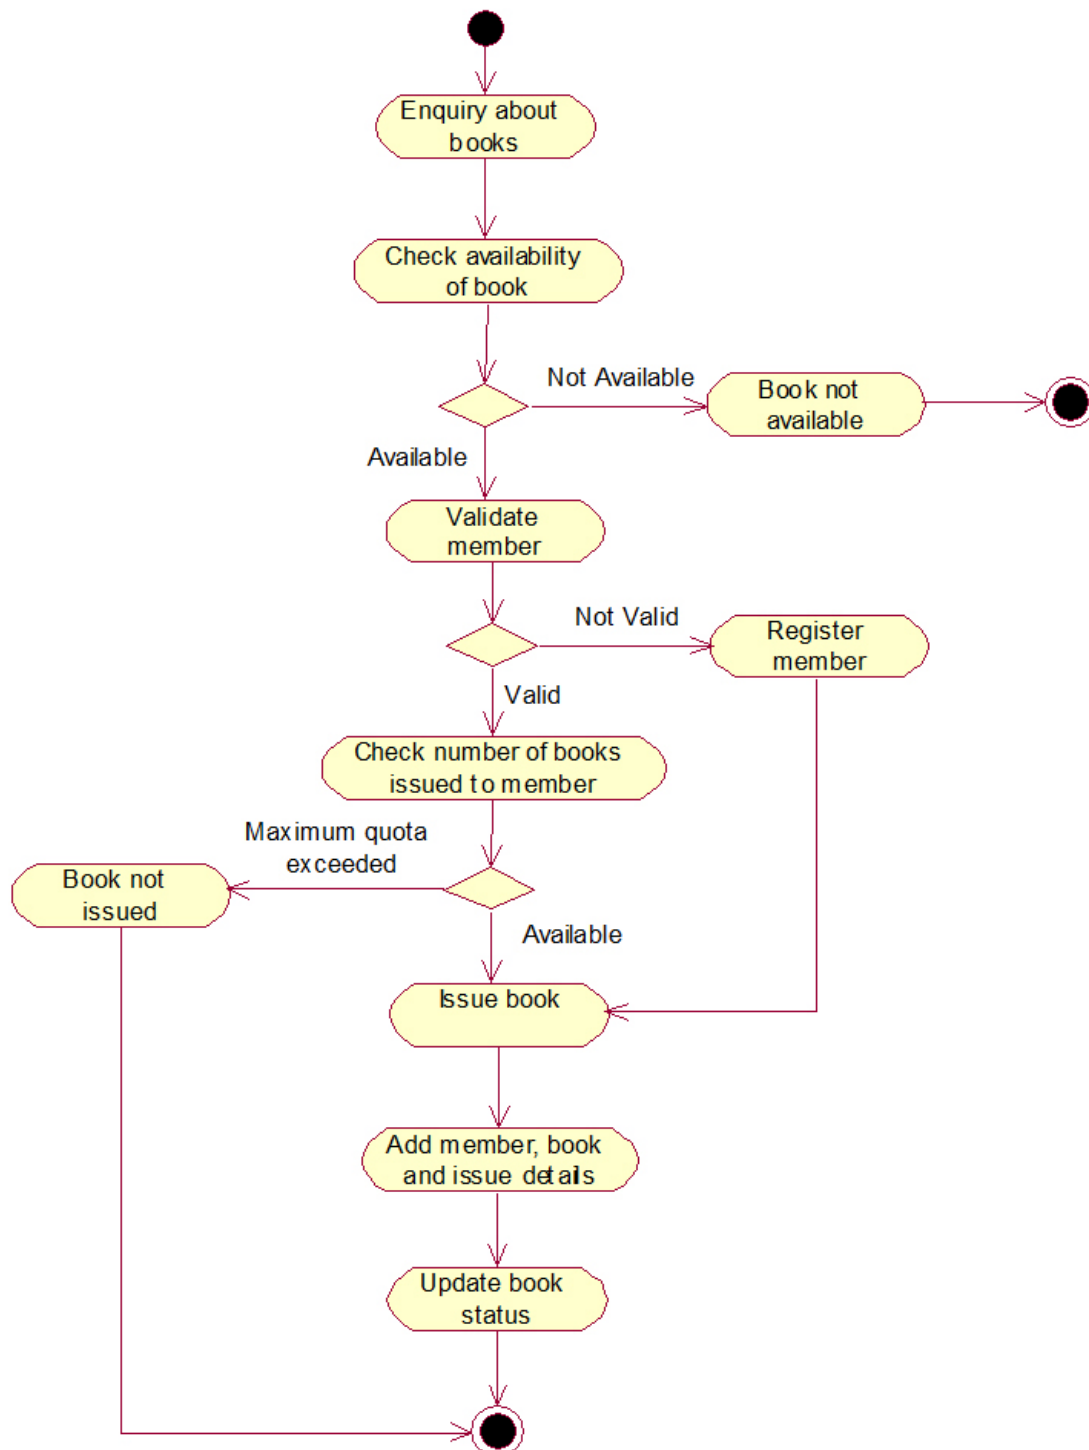 Enquiry about
books
Check availability
of book
Not Available
Book not
available
Available
Validate
member
Not Valid
Register
member
Valid
Check number of books
issued to member
Maximum quota
exceeded
Book not
issued
Available
Issue book
Add member, book
and issue details
Update book
status